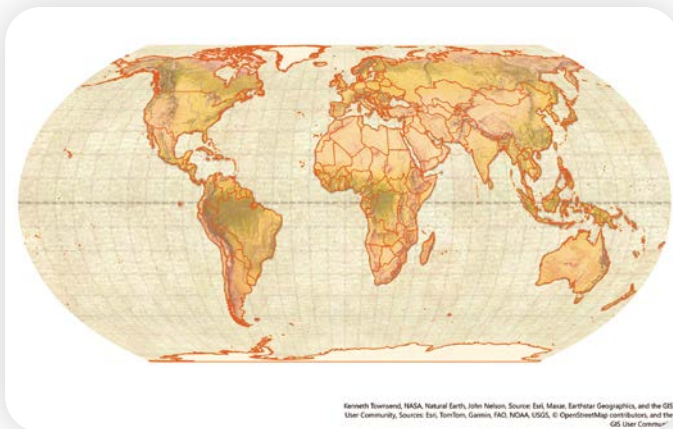 Kenneth Townsend, NASA, Natural Earth, John Nelson, Source: Esri, Maxar, Earthstar Geographics, and the GIS
User Community, Sources: Esri, TomTom, Garmin, FAO, NOAA, USGS, © OpenStreetMap contributors, and the
GIS User Commun